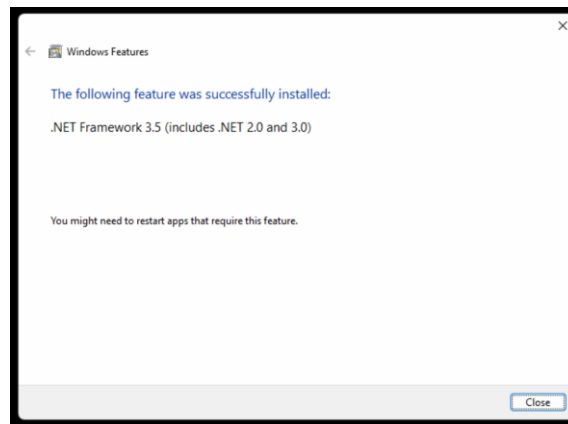 Windows Features
The following feature was successfully installed:
.NET Framework 3.5 (includes .NET 2.0 and 3.0)
You might need to restart apps that require this feature.
Close